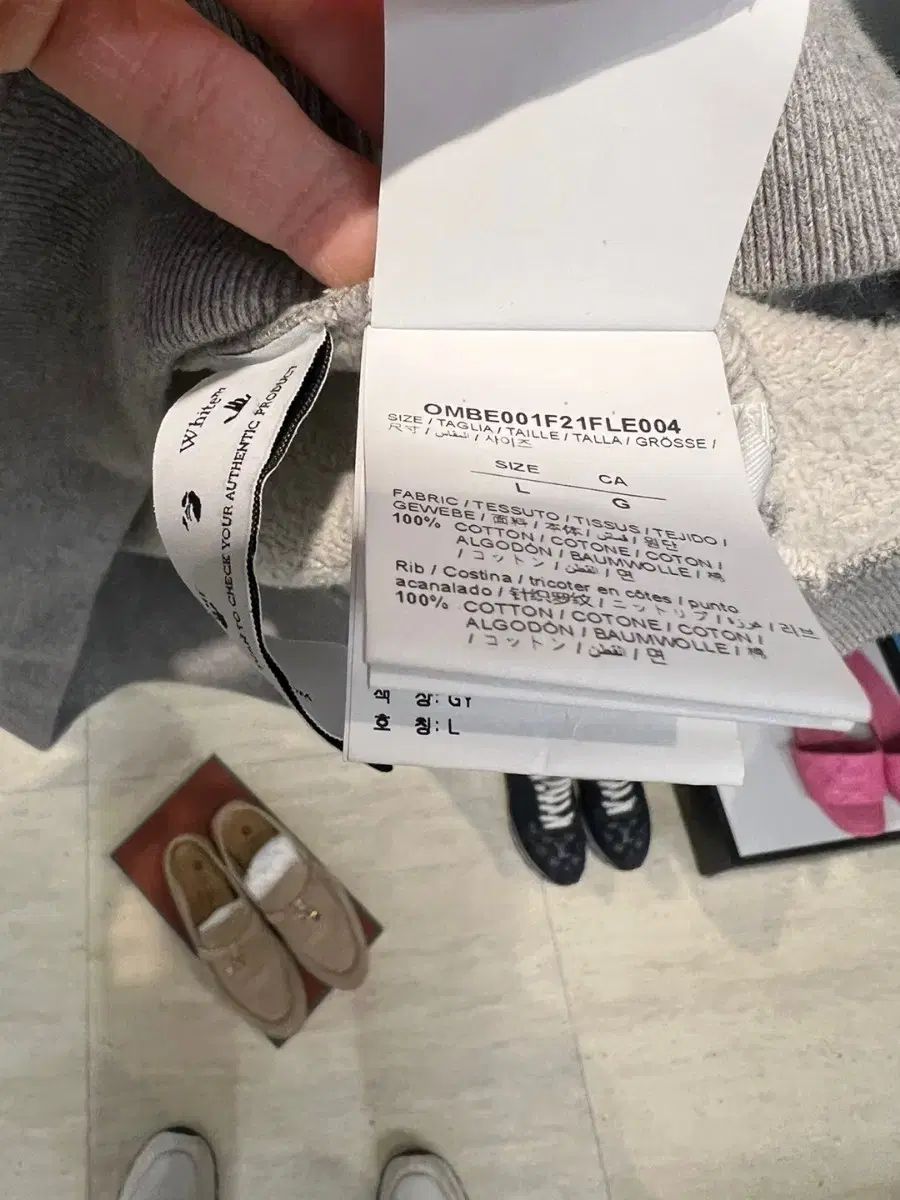 OMBE001F21FLE004
SIZE / TAGLIA / TAILLE / TALLA / GRÖSSE /
尺寸 / المقاس / 사이즈
SIZE CA
L G
FABRIC / TESSUTO / TISSUS / TEJIDO /
GEWEBE / 面料 / 本体 / قماش / 원단
100% COTTON / COTONE / COTON /
ALGODÓN / BAUMWOLLE / 棉
/ コットン / القطن / 면
Rib / Costina / tricoter en côtes / punto
acanalado / 针织罗纹 / ニットリブ / / 리브
100% COTTON / COTONE / COTON /
ALGODÓN / BAUMWOLLE / 棉
/ コットン / القطن / 면
색 상: GY
호 칭: L
White™
TO CHECK YOUR AUTHENTIC PRODUCT